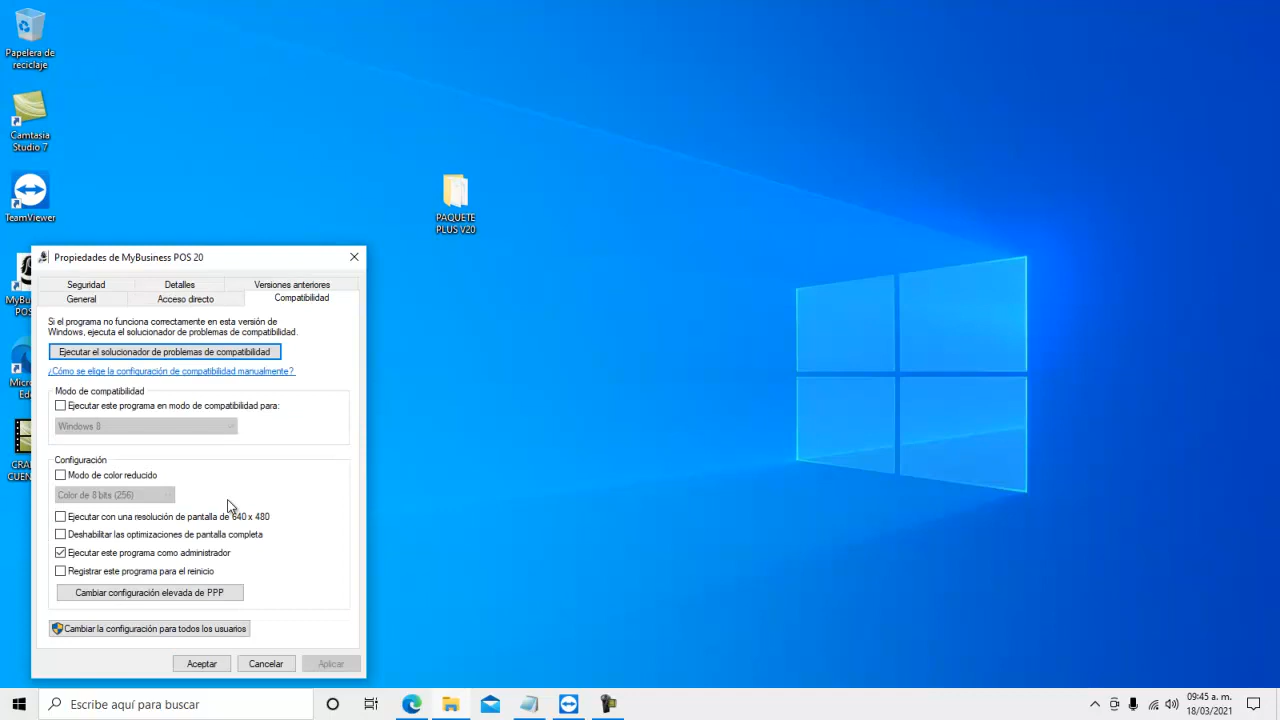 Papelera de
reciclaje
Camtasia
Studio 7
TeamViewer
PAQUETE
PLUS V20
Propiedades de MyBusiness POS 20
Seguridad
Detalles
Versiones anteriores
General
Acceso directo
Compatibilidad
Si el programa no funciona correctamente en esta versión de
Windows, ejecuta el solucionador de problemas de compatibilidad.
Ejecutar el solucionador de problemas de compatibilidad
¿Cómo se elige la configuración de compatibilidad manualmente?
Modo de compatibilidad
Ejecutar este programa en modo de compatibilidad para:
Windows 8
Configuración
Modo de color reducido
Color de 8 bits (256)
Ejecutar con una resolución de pantalla de 640 x 480
Deshabilitar las optimizaciones de pantalla completa
Ejecutar este programa como administrador
Registrar este programa para el reinicio
Cambiar configuración elevada de PPP
Cambiar la configuración para todos los usuarios
Aceptar
Cancelar
Aplicar
Escribe aquí para buscar
09:45 a. m.
18/03/2021